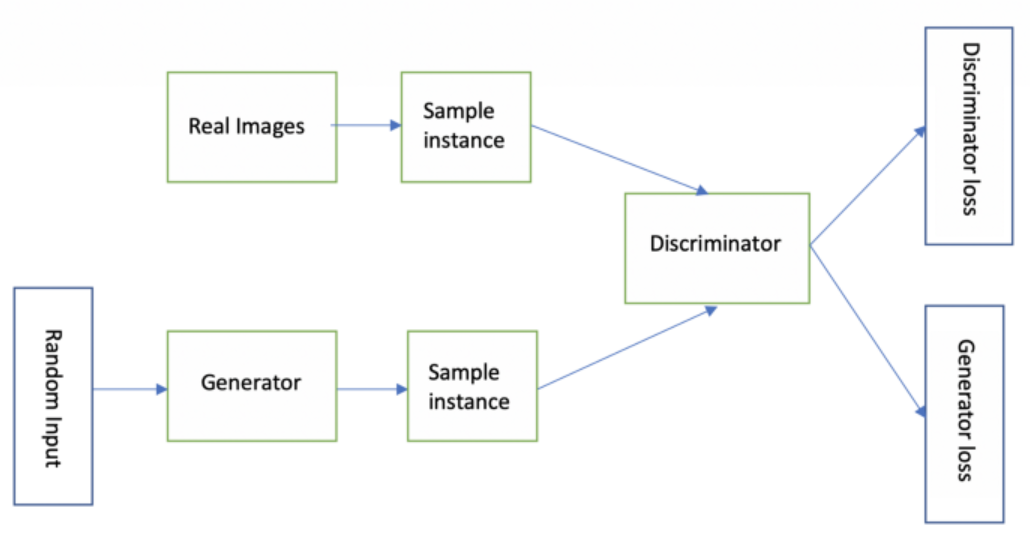 Real Images
Sample
instance
Discriminator
Discriminator loss
Random Input
Generator
Sample
instance
Generator loss